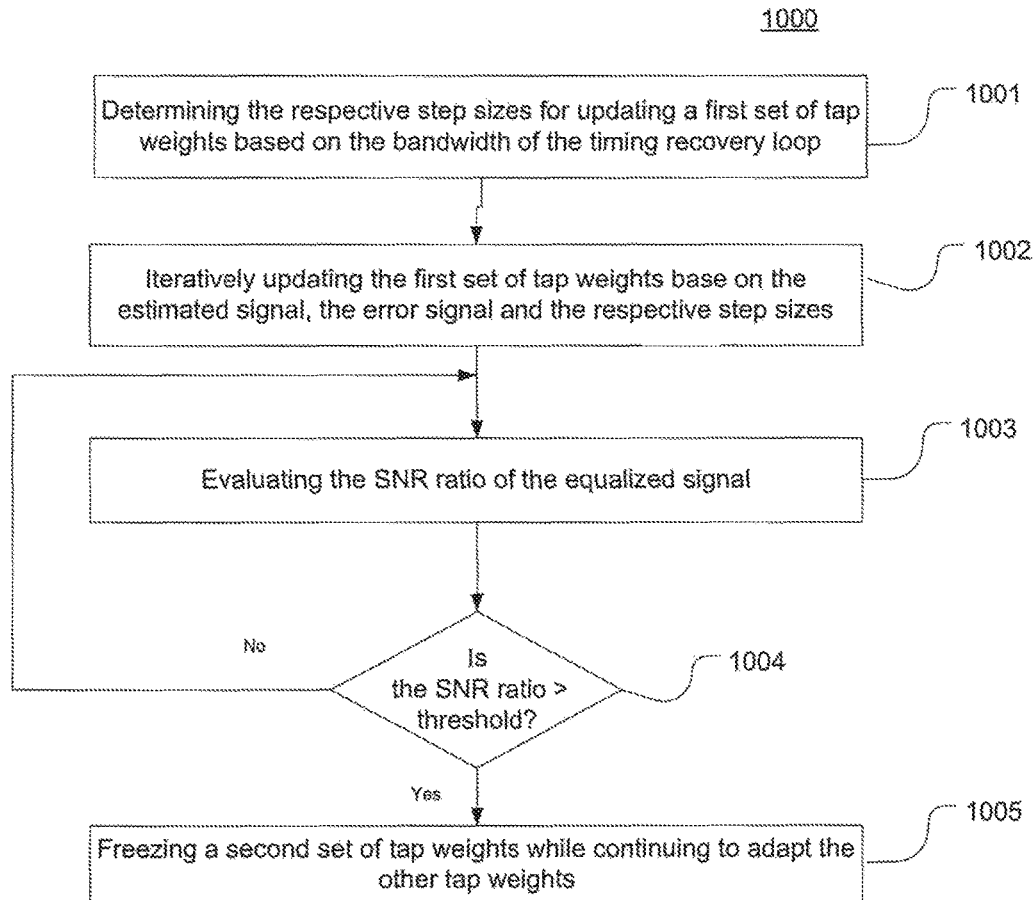 1000
Determining the respective step sizes for updating a first set of tap
weights based on the bandwidth of the timing recovery loop
1001
Iteratively updating the first set of tap weights base on the
estimated signal, the error signal and the respective step sizes
1002
Evaluating the SNR ratio of the equalized signal
1003
No
Is
the SNR ratio >
threshold?
1004
Yes
Freezing a second set of tap weights while continuing to adapt the
other tap weights
1005